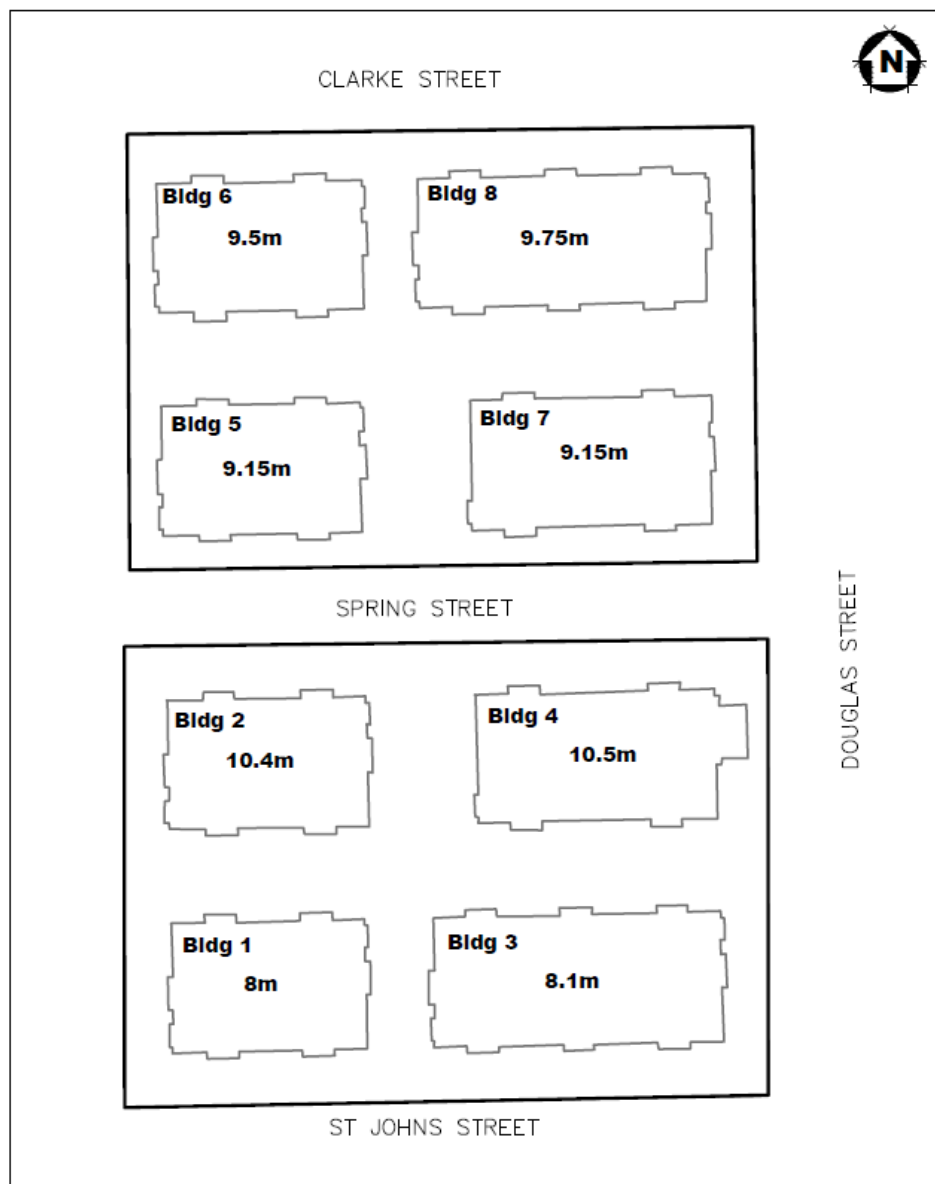 N
CLARKE STREET
Bldg 6
9.5m
Bldg 8
9.75m
Bldg 5
9.15m
Bldg 7
9.15m
SPRING STREET
DOUGLAS STREET
Bldg 2
10.4m
Bldg 4
10.5m
Bldg 1
8m
Bldg 3
8.1m
ST JOHNS STREET